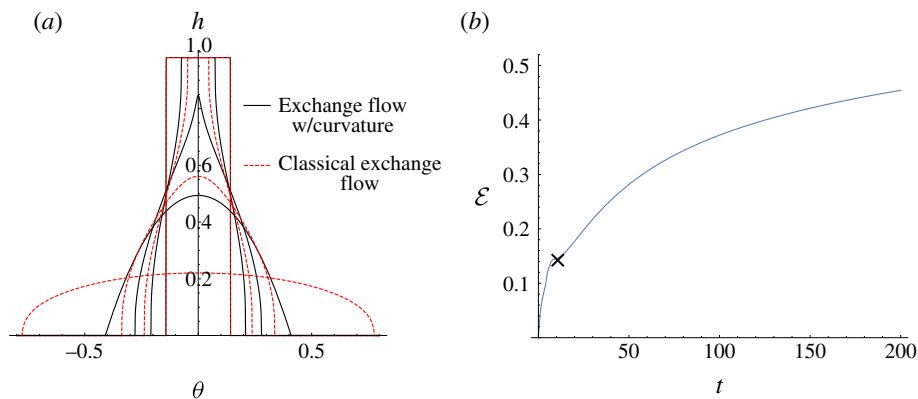 (a)
h
1.0
0.6
0.4
0.2
−0.5
0.5
θ
Exchange flow
w/curvature
Classical exchange
flow
(b)
0.5
0.4
0.3
0.2
0.1
ℰ
50
100
150
200
t